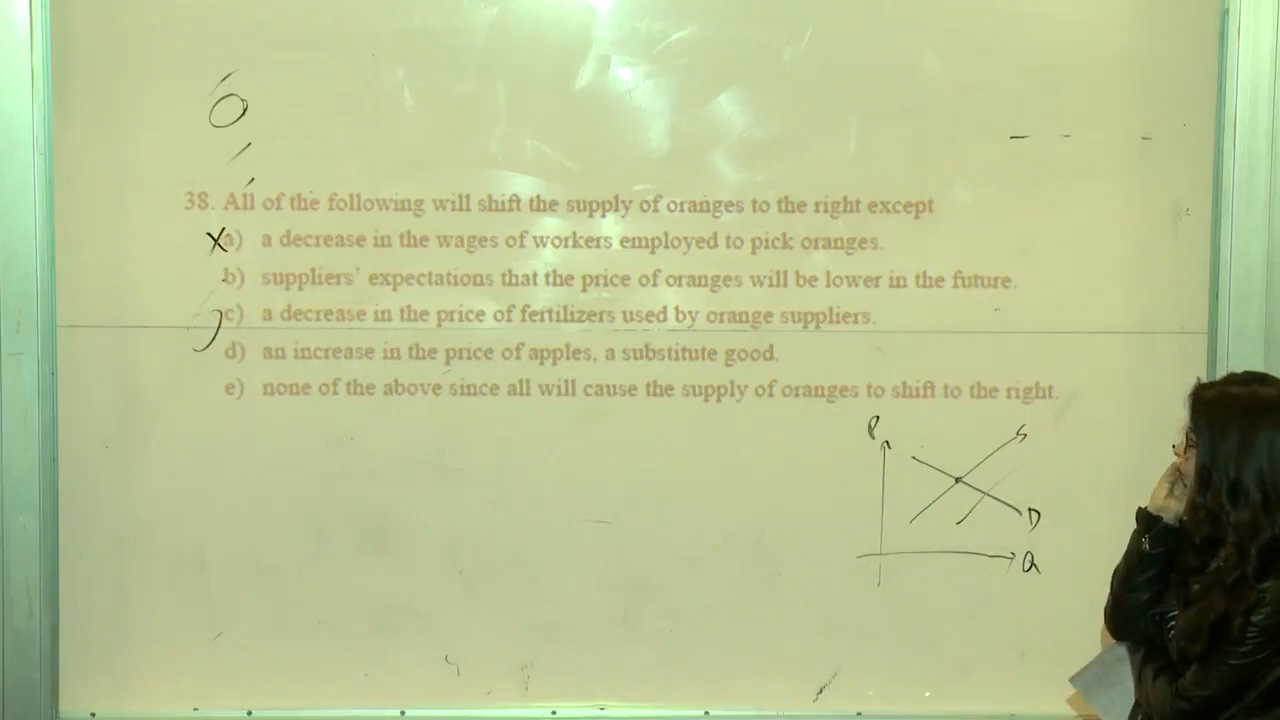 38. All of the following will shift the supply of oranges to the right except
a) a decrease in the wages of workers employed to pick oranges.
b) suppliers' expectations that the price of oranges will be lower in the future.
c) a decrease in the price of fertilizers used by orange suppliers.
d) an increase in the price of apples, a substitute good.
e) none of the above since all will cause the supply of oranges to shift to the right.
P
S
D
Q